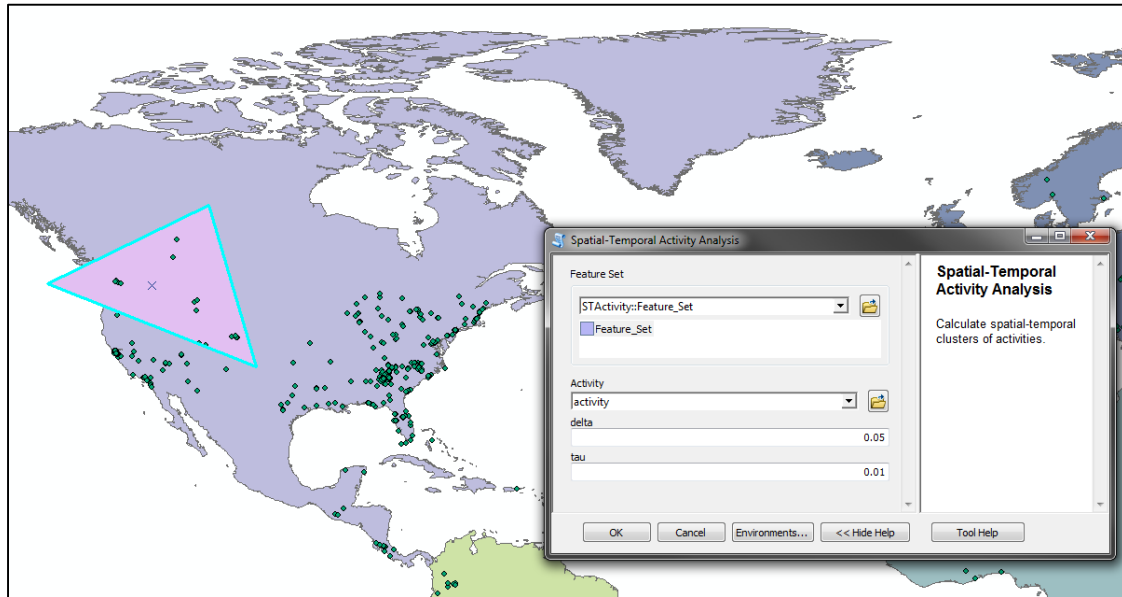 Spatial-Temporal Activity Analysis
Feature Set
STActivity::Feature_Set
Feature_Set
Activity
activity
delta
0.05
tau
0.01
OK
Cancel
Environments...
<< Hide Help
Tool Help
Spatial-Temporal
Activity Analysis
Calculate spatial-temporal
clusters of activities.